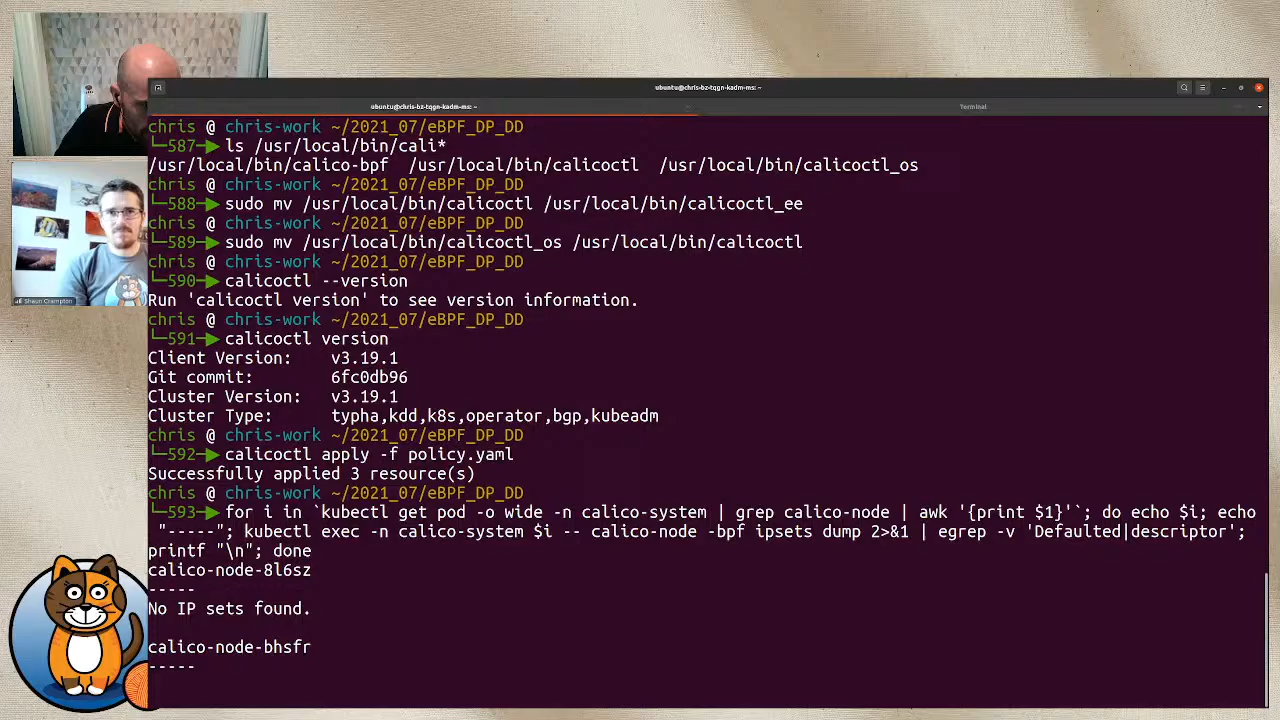 ubuntu@chris-bz-tqgn-kadm-ms: ~
ubuntu@chris-bz-tqgn-kadm-ms: ~
Terminal
chris @ chris-work ~/2021_07/eBPF_DP_DD
└─587─▶ ls /usr/local/bin/cali*
/usr/local/bin/calico-bpf  /usr/local/bin/calicoctl  /usr/local/bin/calicoctl_os
chris @ chris-work ~/2021_07/eBPF_DP_DD
└─588─▶ sudo mv /usr/local/bin/calicoctl /usr/local/bin/calicoctl_ee
chris @ chris-work ~/2021_07/eBPF_DP_DD
└─589─▶ sudo mv /usr/local/bin/calicoctl_os /usr/local/bin/calicoctl
chris @ chris-work ~/2021_07/eBPF_DP_DD
└─590─▶ calicoctl --version
Run 'calicoctl version' to see version information.
chris @ chris-work ~/2021_07/eBPF_DP_DD
└─591─▶ calicoctl version
Client Version:    v3.19.1
Git commit:        6fc0db96
Cluster Version:   v3.19.1
Cluster Type:      typha,kdd,k8s,operator,bgp,kubeadm
chris @ chris-work ~/2021_07/eBPF_DP_DD
└─592─▶ calicoctl apply -f policy.yaml
Successfully applied 3 resource(s)
chris @ chris-work ~/2021_07/eBPF_DP_DD
└─593─▶ for i in `kubectl get pod -o wide -n calico-system | grep calico-node | awk '{print $1}'`; do echo $i; echo
"-----"; kubectl exec -n calico-system $i -- calico-node -bpf ipsets dump 2>&1 | egrep -v 'Defaulted|descriptor';
printf "\n"; done
calico-node-8l6sz
-----
No IP sets found.
calico-node-bhsfr
-----
Shaun Crampton